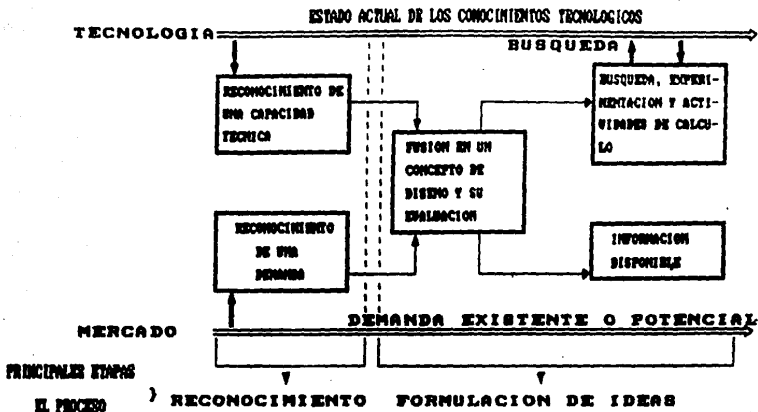 ESTADO ACTUAL DE LOS CONOCIMIENTOS TECNOLOGICOS
TECNOLOGIA
BUSQUEDA
RECONOCIMIENTO DE
UNA CAPACIDAD
TECNICA
BUSQUEDA, EXPERI-
MENTACION Y ACTI-
VIDADES DE CALCU-
LO
FUSION EN UN
CONCEPTO DE
DISENO Y SU
EVALUACION
RECONOCIMIENTO
DE UNA
DEMANDA
INFORMACION
DISPONIBLE
DEMANDA EXISTENTE O POTENCIAL
MERCADO
PRINCIPALES ETAPAS
EL PROCESO
} RECONOCIMIENTO FORMULACION DE IDEAS